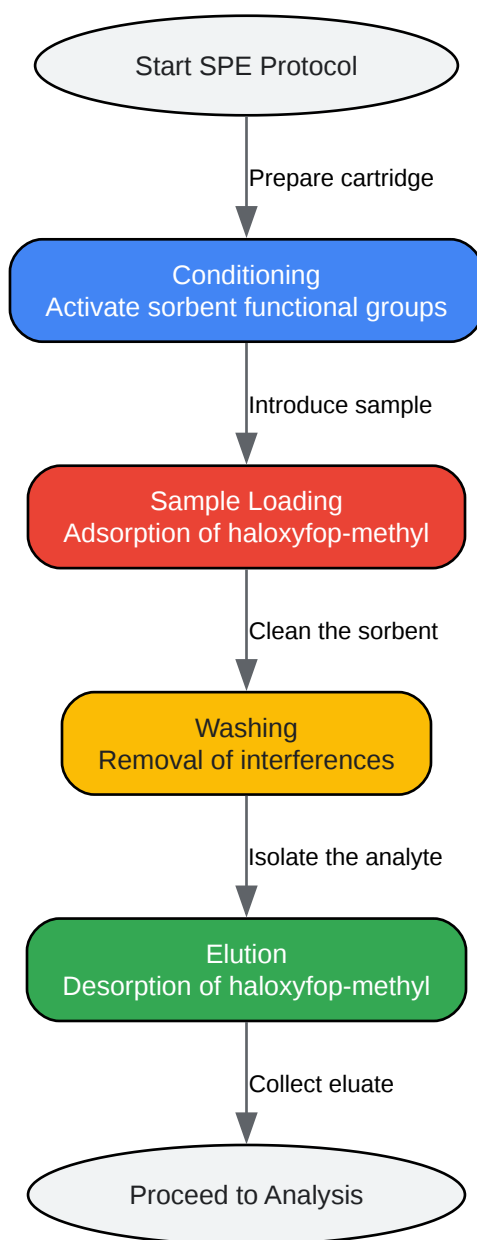 Start SPE Protocol
Prepare cartridge
Conditioning
Activate sorbent functional groups
Introduce sample
Sample Loading
Adsorption of haloxyfop-methyl
Clean the sorbent
Washing
Removal of interferences
Isolate the analyte
Elution
Desorption of haloxyfop-methyl
Collect eluate
Proceed to Analysis